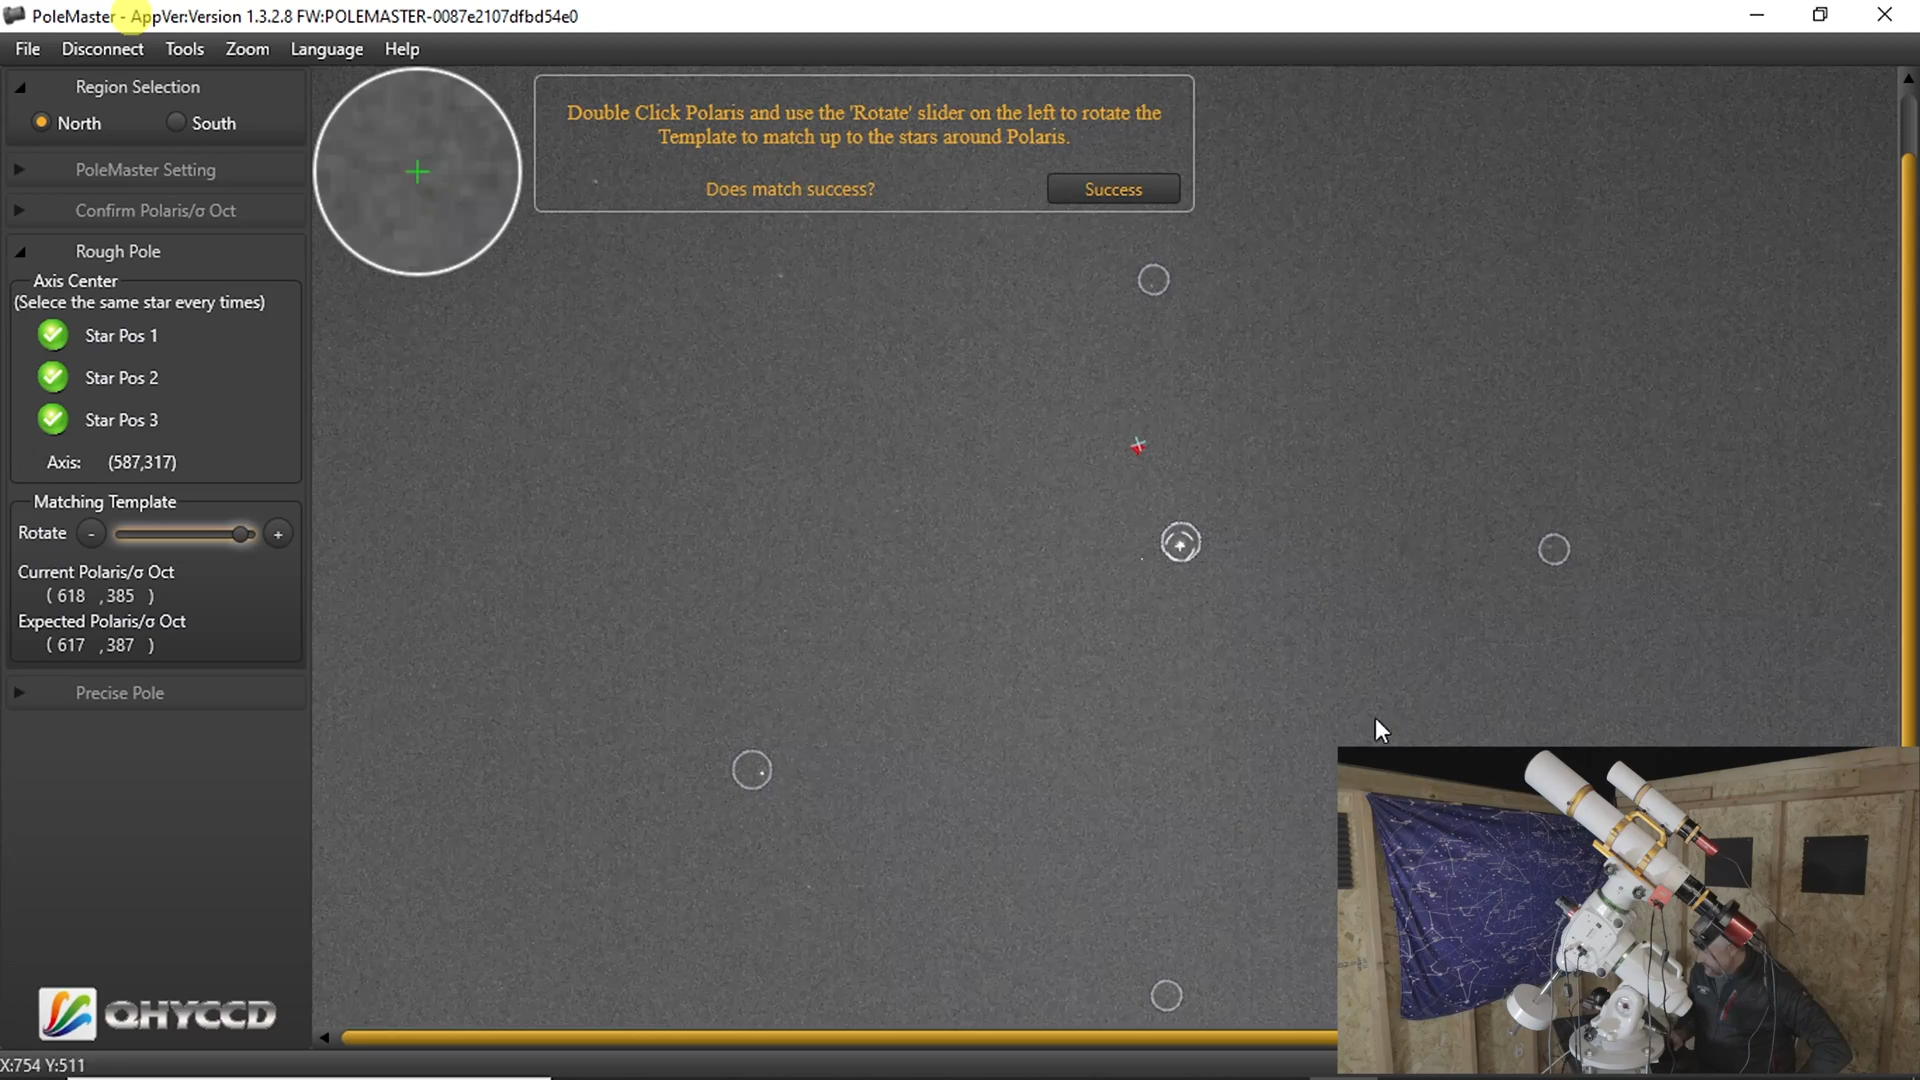 PoleMaster - AppVer:Version 1.3.2.8 FW:POLEMASTER-0087e2107dfbd54e0
File Disconnect Tools Zoom Language Help
Region Selection
North South
PoleMaster Setting
Confirm Polaris/σ Oct
Rough Pole
Axis Center
(Selece the same star every times)
Star Pos 1
Star Pos 2
Star Pos 3
Axis: (587,317)
Matching Template
Rotate - +
Current Polaris/σ Oct
( 618 ,385 )
Expected Polaris/σ Oct
( 617 ,387 )
Precise Pole
QHYCCD
X:754 Y:511
Double Click Polaris and use the 'Rotate' slider on the left to rotate the
Template to match up to the stars around Polaris.
Does match success? Success